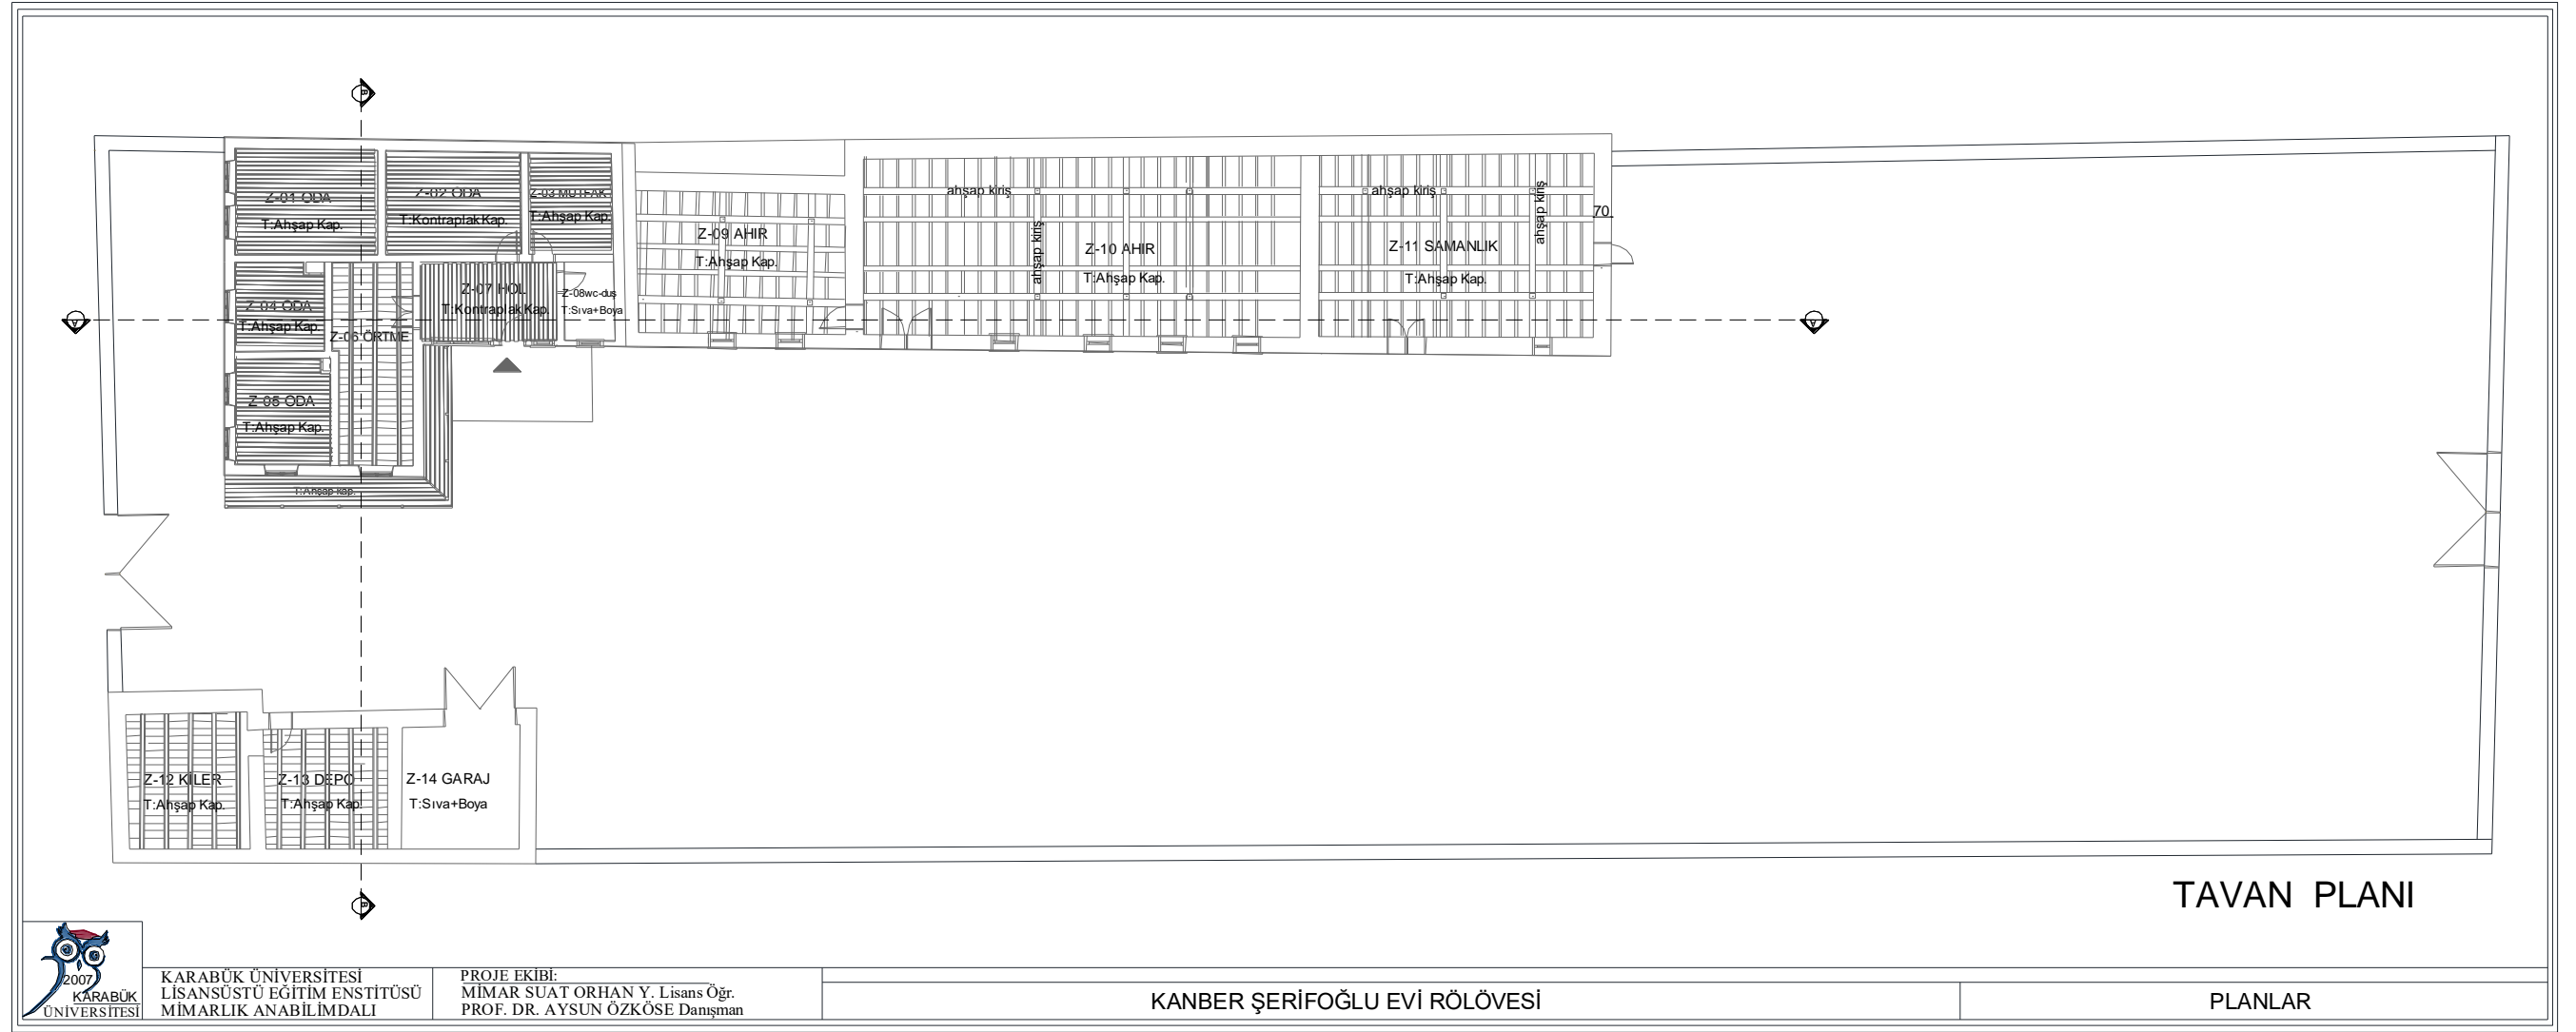 B
Z-01 ODA
T:Ahşap Kap.
Z-02 ODA
T:Kontraplak Kap.
Z-03 MUTFAK
T:Ahşap Kap.
Z-04 ODA
T:Ahşap Kap.
Z-05 ODA
T:Ahşap Kap.
Z-06 ÖRTME
Z-07 HOL
T:Kontraplak Kap.
Z-08wc-duş
T:Sıva+Boya
T:Ahşap kap.
Z-09 AHIR
T:Ahşap Kap.
ahşap kiriş
ahşap kiriş
Z-10 AHIR
T:Ahşap Kap.
ahşap kiriş
ahşap kiriş
Z-11 SAMANLIK
T:Ahşap Kap.
70
A
A
Z-12 KİLER
T:Ahşap Kap.
Z-13 DEPO
T:Ahşap Kap.
Z-14 GARAJ
T:Sıva+Boya
B
TAVAN PLANI
2007
KARABÜK
ÜNİVERSİTESİ
KARABÜK ÜNİVERSİTESİ
LİSANSÜSTÜ EĞİTİM ENSTİTÜSÜ
MİMARLIK ANABİLİMDALI
PROJE EKİBİ:
MİMAR SUAT ORHAN Y. Lisans Öğr.
PROF. DR. AYSUN ÖZKÖSE Danışman
KANBER ŞERİFOĞLU EVİ RÖLÖVESİ
PLANLAR